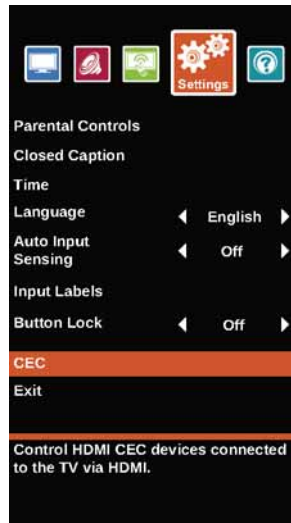 Settings
?
Parental Controls
Closed Caption
Time
Language English
Auto Input
Sensing Off
Input Labels
Button Lock Off
CEC
Exit
Control HDMI CEC devices connected
to the TV via HDMI.